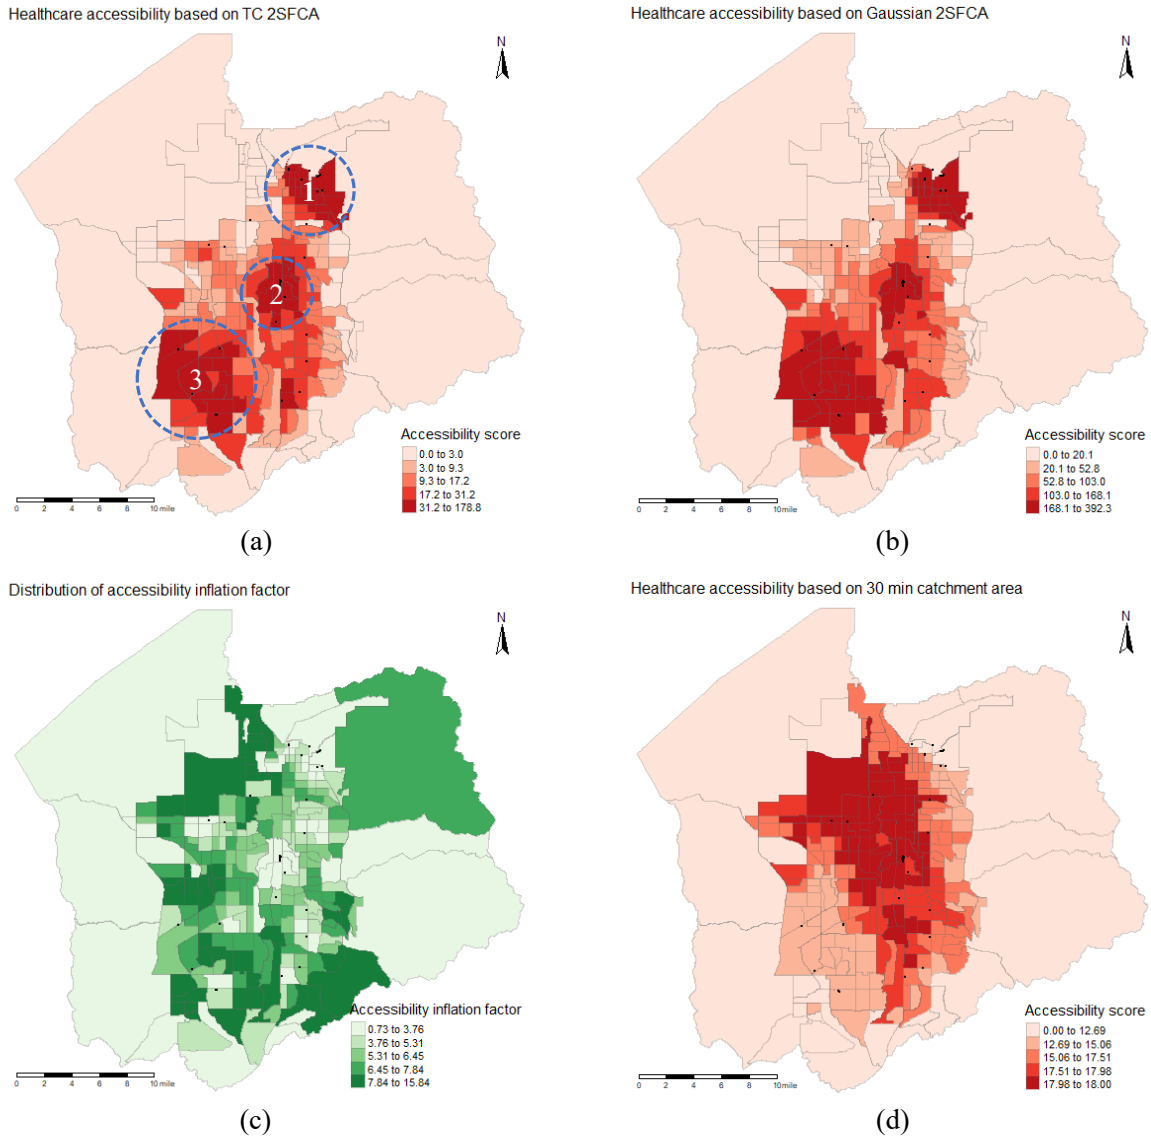 Healthcare accessibility based on TC 2SFCA
N
1
2
3
Accessibility score
0.0 to 3.0
3.0 to 9.3
9.3 to 17.2
17.2 to 31.2
31.2 to 178.8
0 2 4 6 8 10 mile
(a)
Healthcare accessibility based on Gaussian 2SFCA
N
Accessibility score
0.0 to 20.1
20.1 to 52.8
52.8 to 103.0
103.0 to 168.1
168.1 to 392.3
0 2 4 6 8 10 mile
(b)
Distribution of accessibility inflation factor
N
Accessibility inflation factor
0.73 to 3.76
3.76 to 5.31
5.31 to 6.45
6.45 to 7.84
7.84 to 15.84
0 2 4 6 8 10 mile
(c)
Healthcare accessibility based on 30 min catchment area
N
Accessibility score
0.00 to 12.69
12.69 to 15.06
15.06 to 17.51
17.51 to 17.98
17.98 to 18.00
0 2 4 6 8 10 mile
(d)